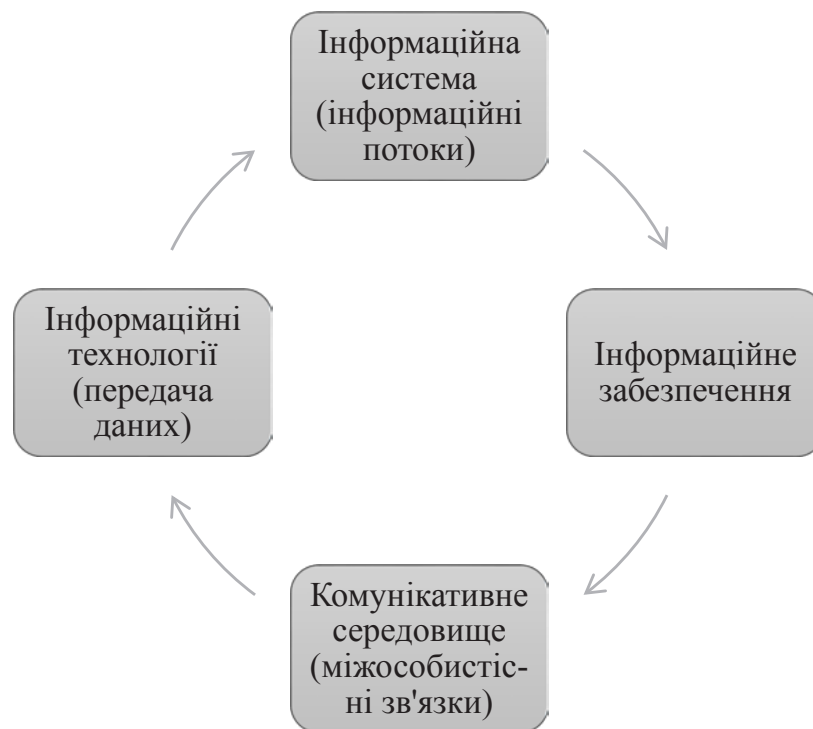 Інформаційна
система
(інформаційні
потоки)
Інформаційне
забезпечення
Комунікативне
середовище
(міжособистіс-
ні зв'язки)
Інформаційні
технології
(передача
даних)